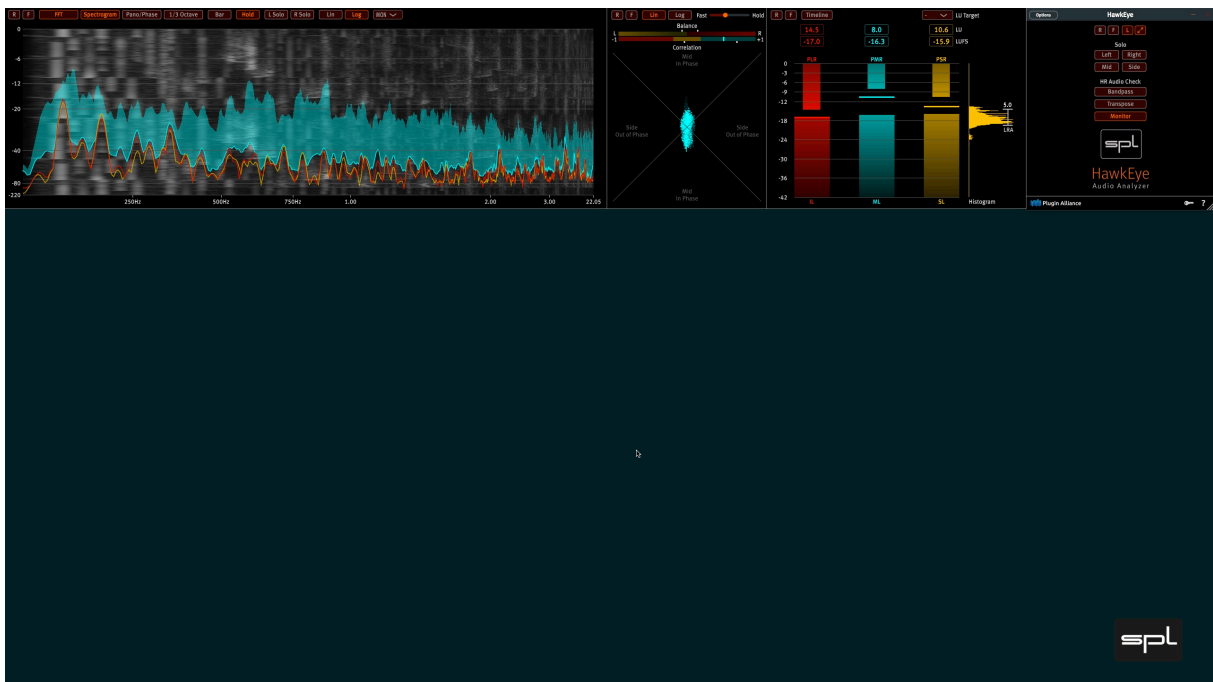 R F FFT Spectrogram Pano/Phase 1/3 Octave Bar Hold L Solo R Solo Lin Log MON
0
-6
-12
-20
-40
-80
-220
250Hz 500Hz 750Hz 1.00 2.00 3.00 22.05
R F Lin Log Fast Hold
Balance
L R
-1 +1
Correlation
Mid
In Phase
Side
Out of Phase
Side
Out of Phase
Mid
In Phase
R F Timeline - LU Target
14.5 8.0 10.6 LU
-17.0 -16.3 -15.9 LUFS
PLR PMR PSR
0
-3
-6
-9
-12
-18
-24
-30
-36
-42
5.0
LRA
IL ML SL Histogram
Options HawkEye
R F L
Solo
Left Right
Mid Side
HR Audio Check
Bandpass
Transpose
Monitor
spl
HawkEye
Audio Analyzer
Plugin Alliance ?
spl